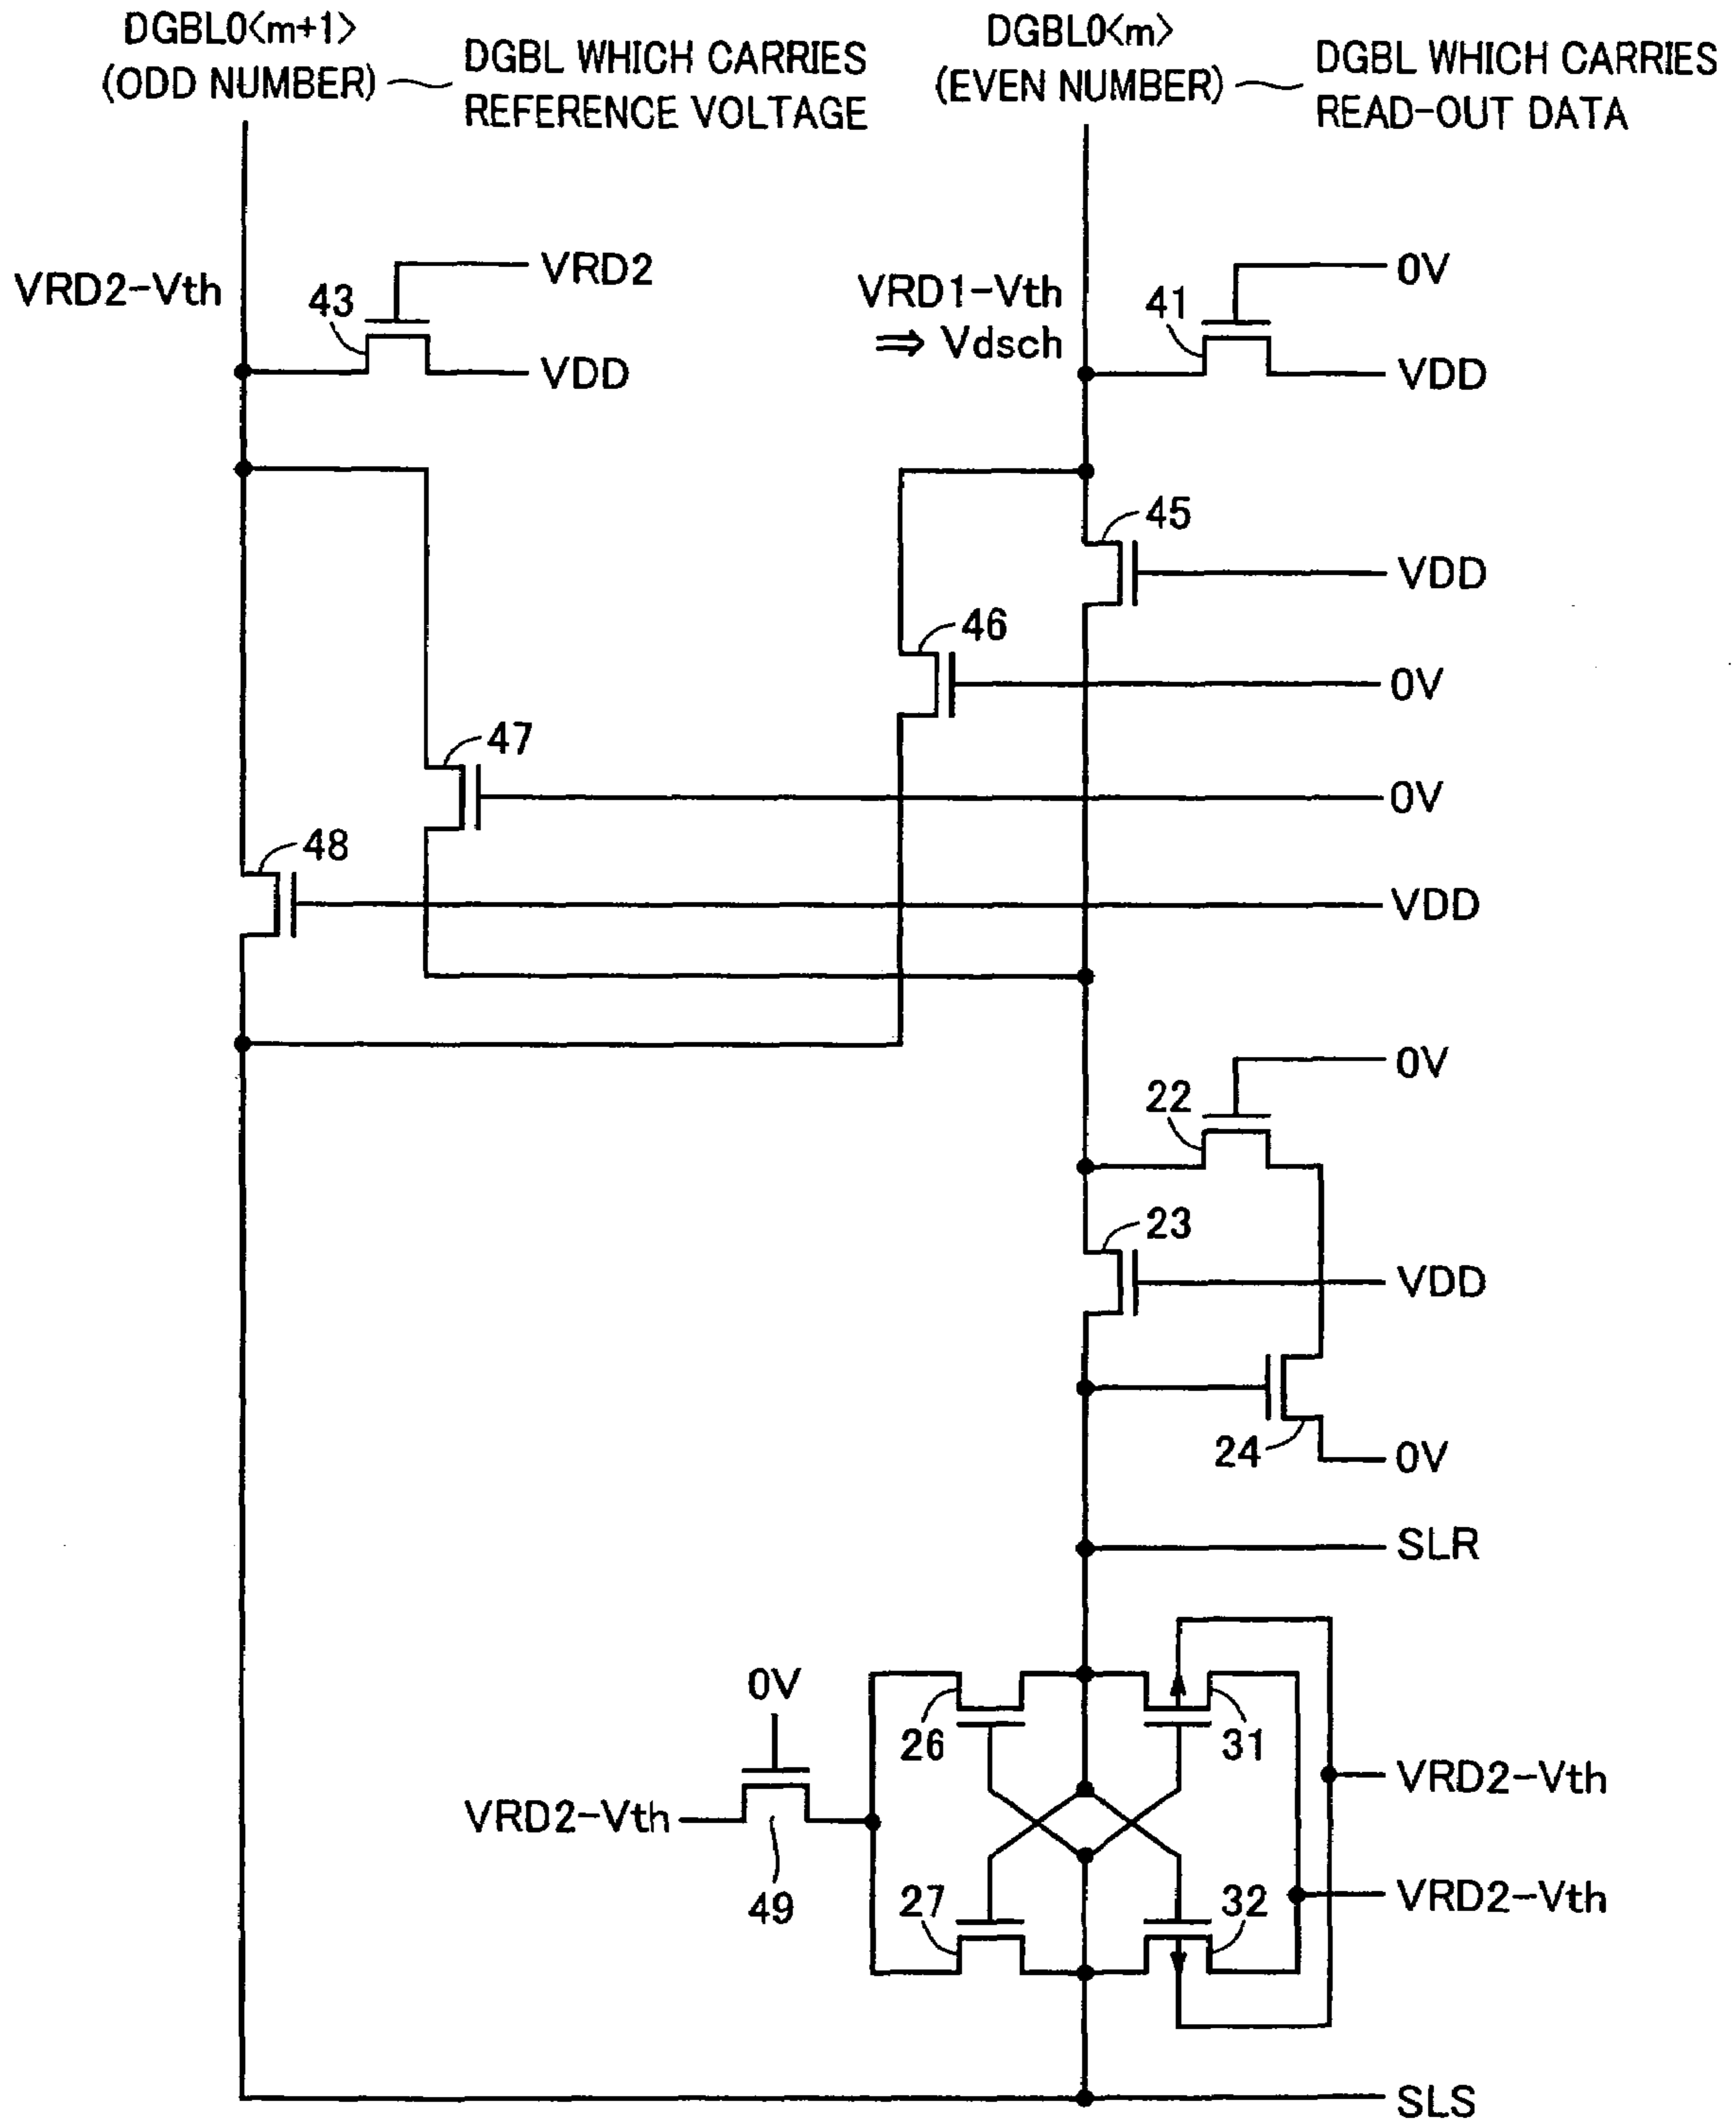 DGBL0<m+1>
(ODD NUMBER)
DGBL WHICH CARRIES
REFERENCE VOLTAGE
DGBL0<m>
(EVEN NUMBER)
DGBL WHICH CARRIES
READ-OUT DATA
VRD2-Vth
43
VRD2
VDD
VRD1-Vth
⇒ Vdsch
41
0V
VDD
45
VDD
46
0V
47
0V
48
VDD
0V
22
23
VDD
24
0V
SLR
0V
26
31
VRD2-Vth
VRD2-Vth
49
27
32
VRD2-Vth
SLS